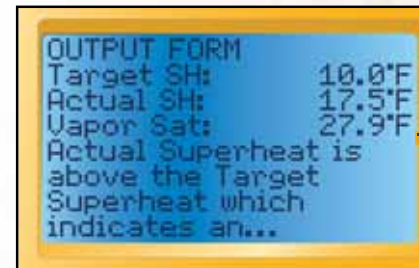 OUTPUT FORM
Target SH: 10.0°F
Actual SH: 17.5°F
Vapor Sat: 27.9°F
Actual Superheat is
above the Target
Superheat which
indicates an...